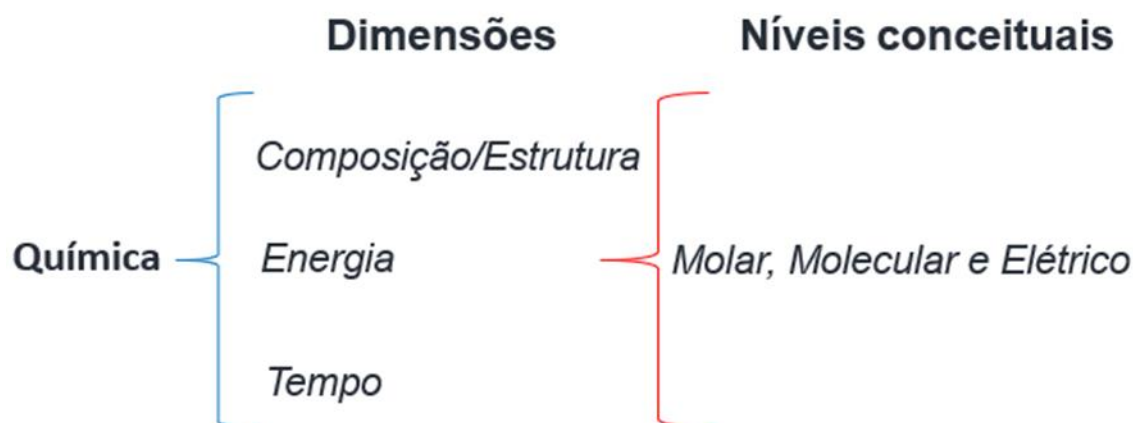 Dimensões Níveis conceituais
Composição/Estrutura
Química Energia Molar, Molecular e Elétrico
Tempo